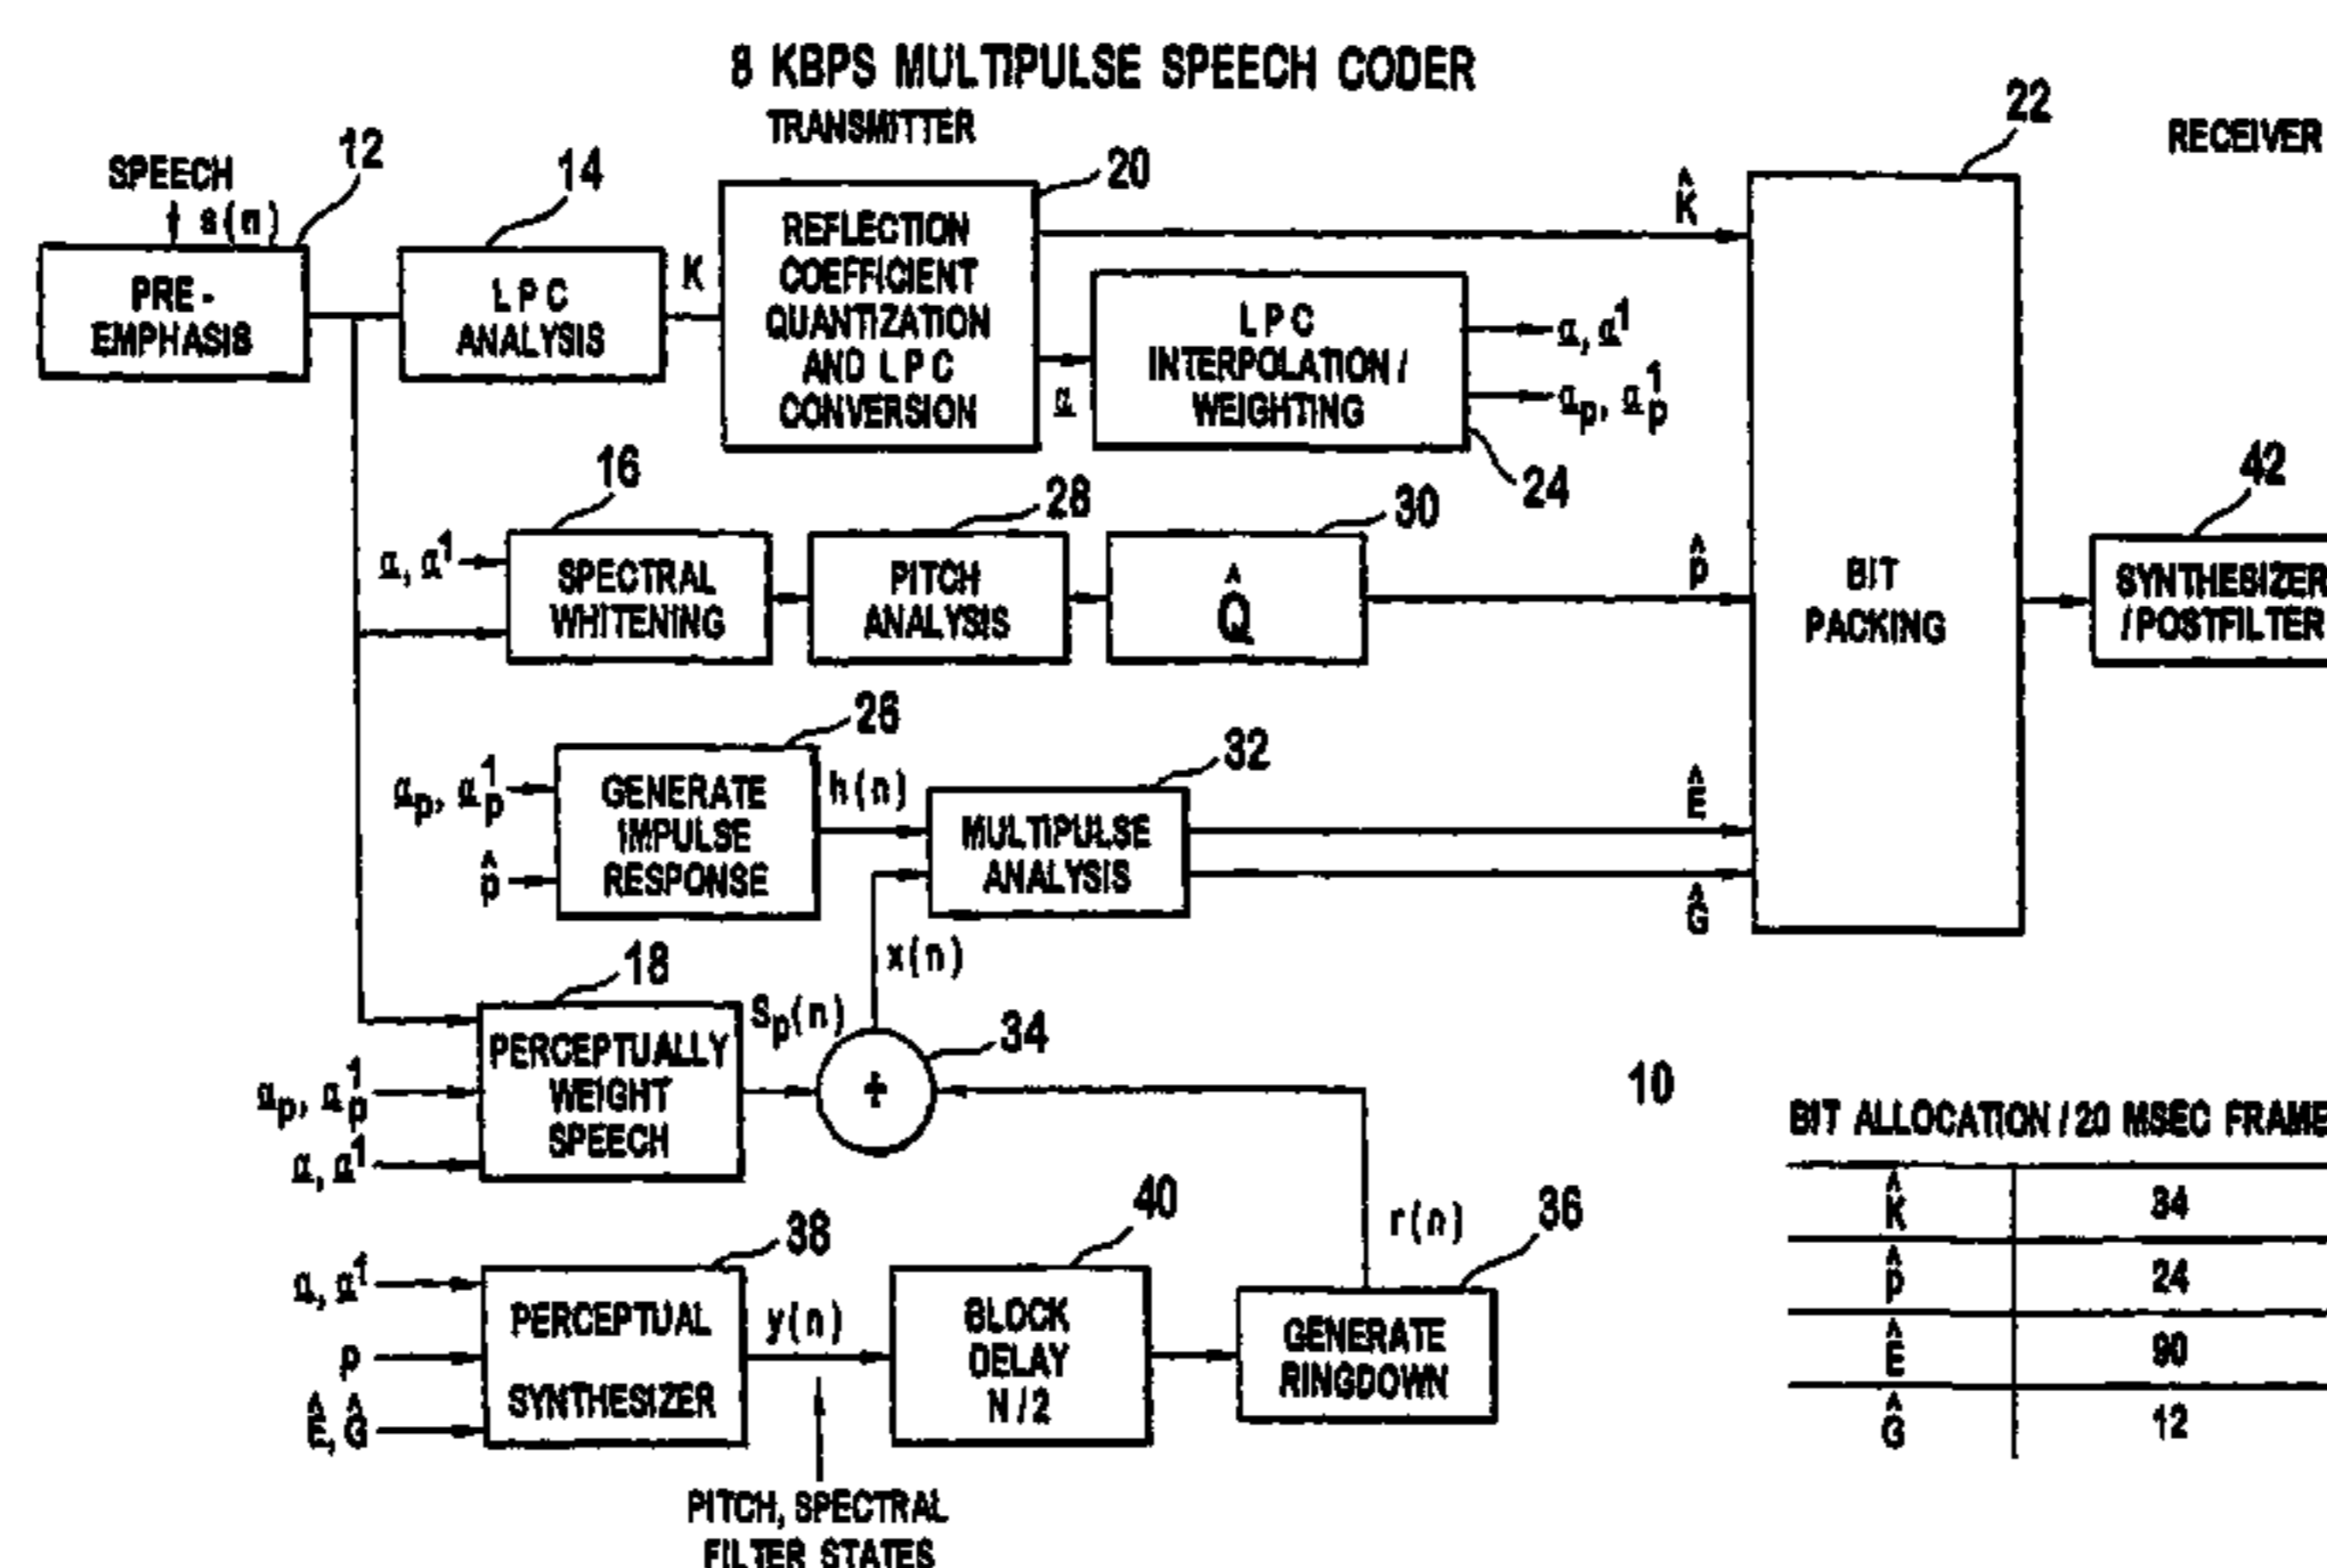 8 KBPS MULTIPULSE SPEECH CODER
TRANSMITTER
RECEIVER
22
12
SPEECH
s(n)
14
20
PRE-
EMPHASIS
LPC
ANALYSIS
K
REFLECTION
COEFFICIENT
QUANTIZATION
AND LPC
CONVERSION
K̂
α
LPC
INTERPOLATION/
WEIGHTING
α, α¹
αp, αp¹
24
16
28
30
42
α, α¹
SPECTRAL
WHITENING
PITCH
ANALYSIS
Q̂
p̂
BIT
PACKING
SYNTHESIZER
/POSTFILTER
26
32
αp, αp¹
p̂
GENERATE
IMPULSE
RESPONSE
h(n)
MULTIPULSE
ANALYSIS
Ê
Ĝ
x(n)
18
Sp(n)
34
PERCEPTUALLY
WEIGHT
SPEECH
αp, αp¹
α, α¹
+
10
BIT ALLOCATION / 20 MSEC FRAME
K̂ 34
p̂ 24
Ê 90
Ĝ 12
38
40
r(n)
36
α, α¹
p
Ê, Ĝ
PERCEPTUAL
SYNTHESIZER
y(n)
BLOCK
DELAY
N/2
GENERATE
RINGDOWN
PITCH, SPECTRAL
FILTER STATES